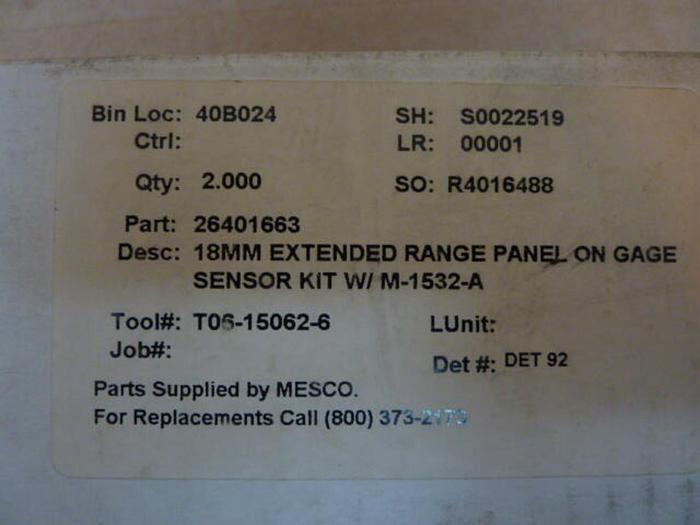 Bin Loc: 40B024 SH: S0022519
Ctrl: LR: 00001
Qty: 2.000 SO: R4016488
Part: 26401663
Desc: 18MM EXTENDED RANGE PANEL ON GAGE
SENSOR KIT W/ M-1532-A
Tool#: T06-15062-6 LUnit:
Job#: Det #: DET 92
Parts Supplied by MESCO.
For Replacements Call (800)